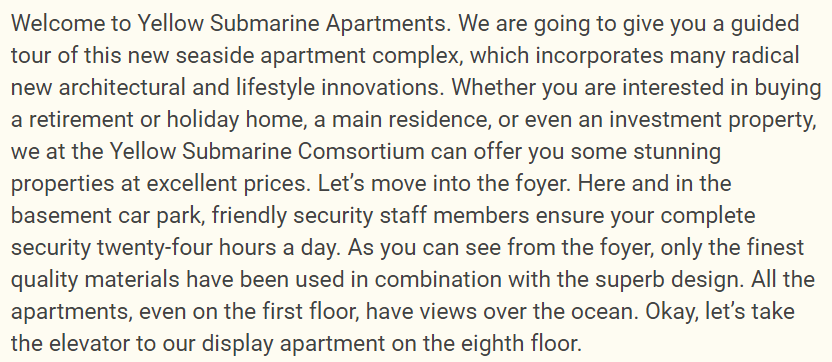 Welcome to Yellow Submarine Apartments. We are going to give you a guided
tour of this new seaside apartment complex, which incorporates many radical
new architectural and lifestyle innovations. Whether you are interested in buying
a retirement or holiday home, a main residence, or even an investment property,
we at the Yellow Submarine Comsortium can offer you some stunning
properties at excellent prices. Let’s move into the foyer. Here and in the
basement car park, friendly security staff members ensure your complete
security twenty-four hours a day. As you can see from the foyer, only the finest
quality materials have been used in combination with the superb design. All the
apartments, even on the first floor, have views over the ocean. Okay, let’s take
the elevator to our display apartment on the eighth floor.